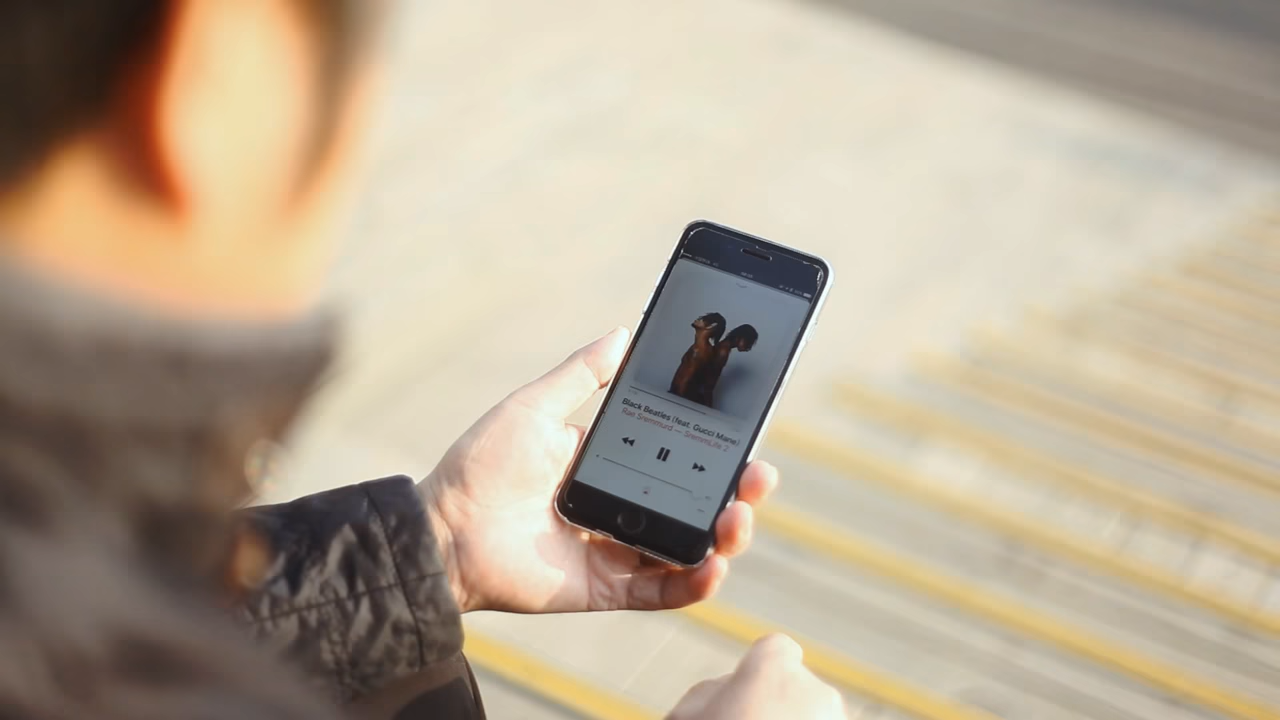 Black Beatles (feat. Gucci Mane)
Rae Sremmurd — SremmLife 2